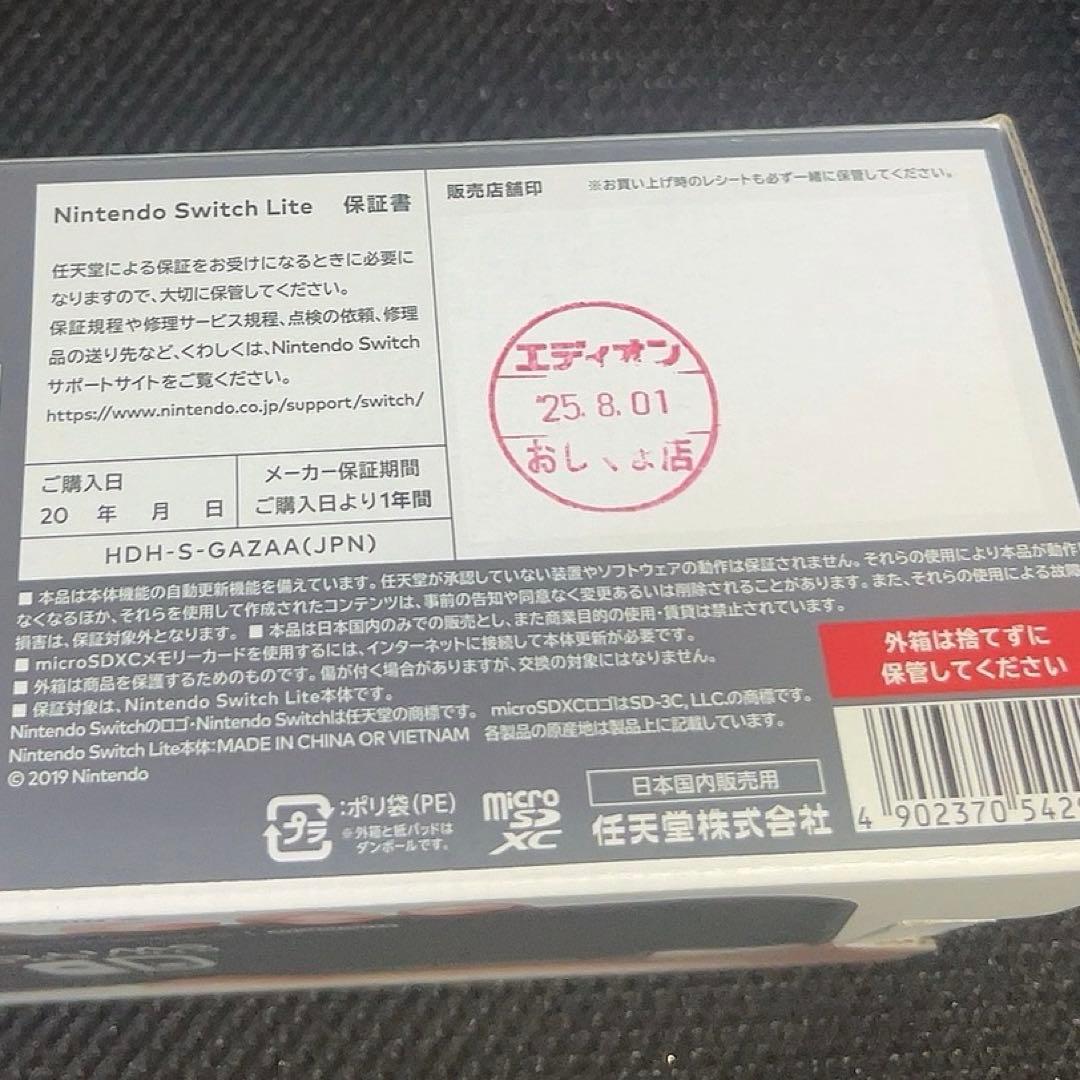 Nintendo Switch Lite 保証書
任天堂による保証をお受けになるときに必要に
なりますので、大切に保管してください。
保証規程や修理サービス規程、点検の依頼、修理
品の送り先など、くわしくは、Nintendo Switch
サポートサイトをご覧ください。
https://www.nintendo.co.jp/support/switch/
ご購入日
20 年 月 日
メーカー保証期間
ご購入日より1年間
HDH-S-GAZAA(JPN)
販売店舗印
※お買い上げ時のレシートも必ず一緒に保管してください。
エディオン
'25.8.01
店
■ 本品は本体機能の自動更新機能を備えています。任天堂が承認していない装置やソフトウェアの動作は保証されません。それらの使用により本品が動作
なくなるほか、それらを使用して作成されたコンテンツは、事前の告知や同意なく変更あるいは削除されることがあります。また、それらの使用による故障
損害は、保証対象外となります。■ 本品は日本国内のみでの販売とし、また商業目的の使用・賃貸は禁止されています。
■ microSDXCメモリーカードを使用するには、インターネットに接続して本体更新が必要です。
■ 外箱は商品を保護するためのものです。傷が付く場合がありますが、交換の対象にはなりません。
■ 保証対象は、Nintendo Switch Lite本体です。
Nintendo Switchのロゴ・Nintendo Switchは任天堂の商標です。 microSDXCロゴはSD-3C, LLC.の商標です。
Nintendo Switch Lite本体:MADE IN CHINA OR VIETNAM 各製品の原産地は製品上に記載しています。
© 2019 Nintendo
外箱は捨てずに
保管してください
プラ
:ポリ袋(PE)
※外箱と紙パッドは
ダンボールです。
micro
SD
XC
日本国内販売用
任天堂株式会社
4 902370 542